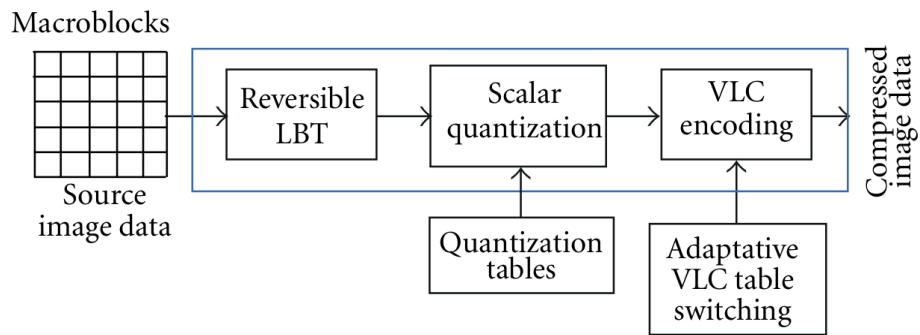 Macroblocks
Source
image data
Reversible
LBT
Scalar
quantization
VLC
encoding
Compressed
image data
Quantization
tables
Adaptative
VLC table
switching